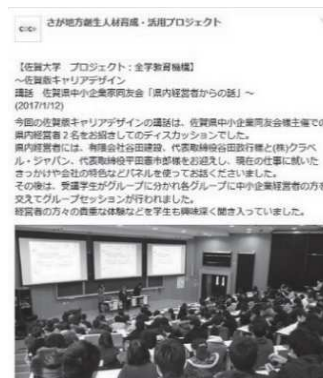 さが地方創生人材育成・活用プロジェクト
【佐賀大学　プロジェクト：全学教育機構】
～佐賀版キャリアデザイン
講話　佐賀県中小企業家同友会「県内経営者からの話」～
(2017/1/12)
今回の佐賀版キャリアデザインの講話は、佐賀県中小企業家同友会様主催での
県内経営者２名をお招きしてのディスカッションでした。
県内経営者には、有限会社谷田建設、代表取締役谷田政行様と(株)クラベ
ル・ジャパン、代表取締役平田憲市郎様をお迎えし、現在の仕事に就いた
きっかけや会社の特色などパネルを使ってお話くださいました。
その後は、受講学生がグループに分かれ各グループに中小企業経営者の方を
交えてグループセッションが行われました。
経営者の方々の貴重な体験などを学生も興味深く聞き入っていました。